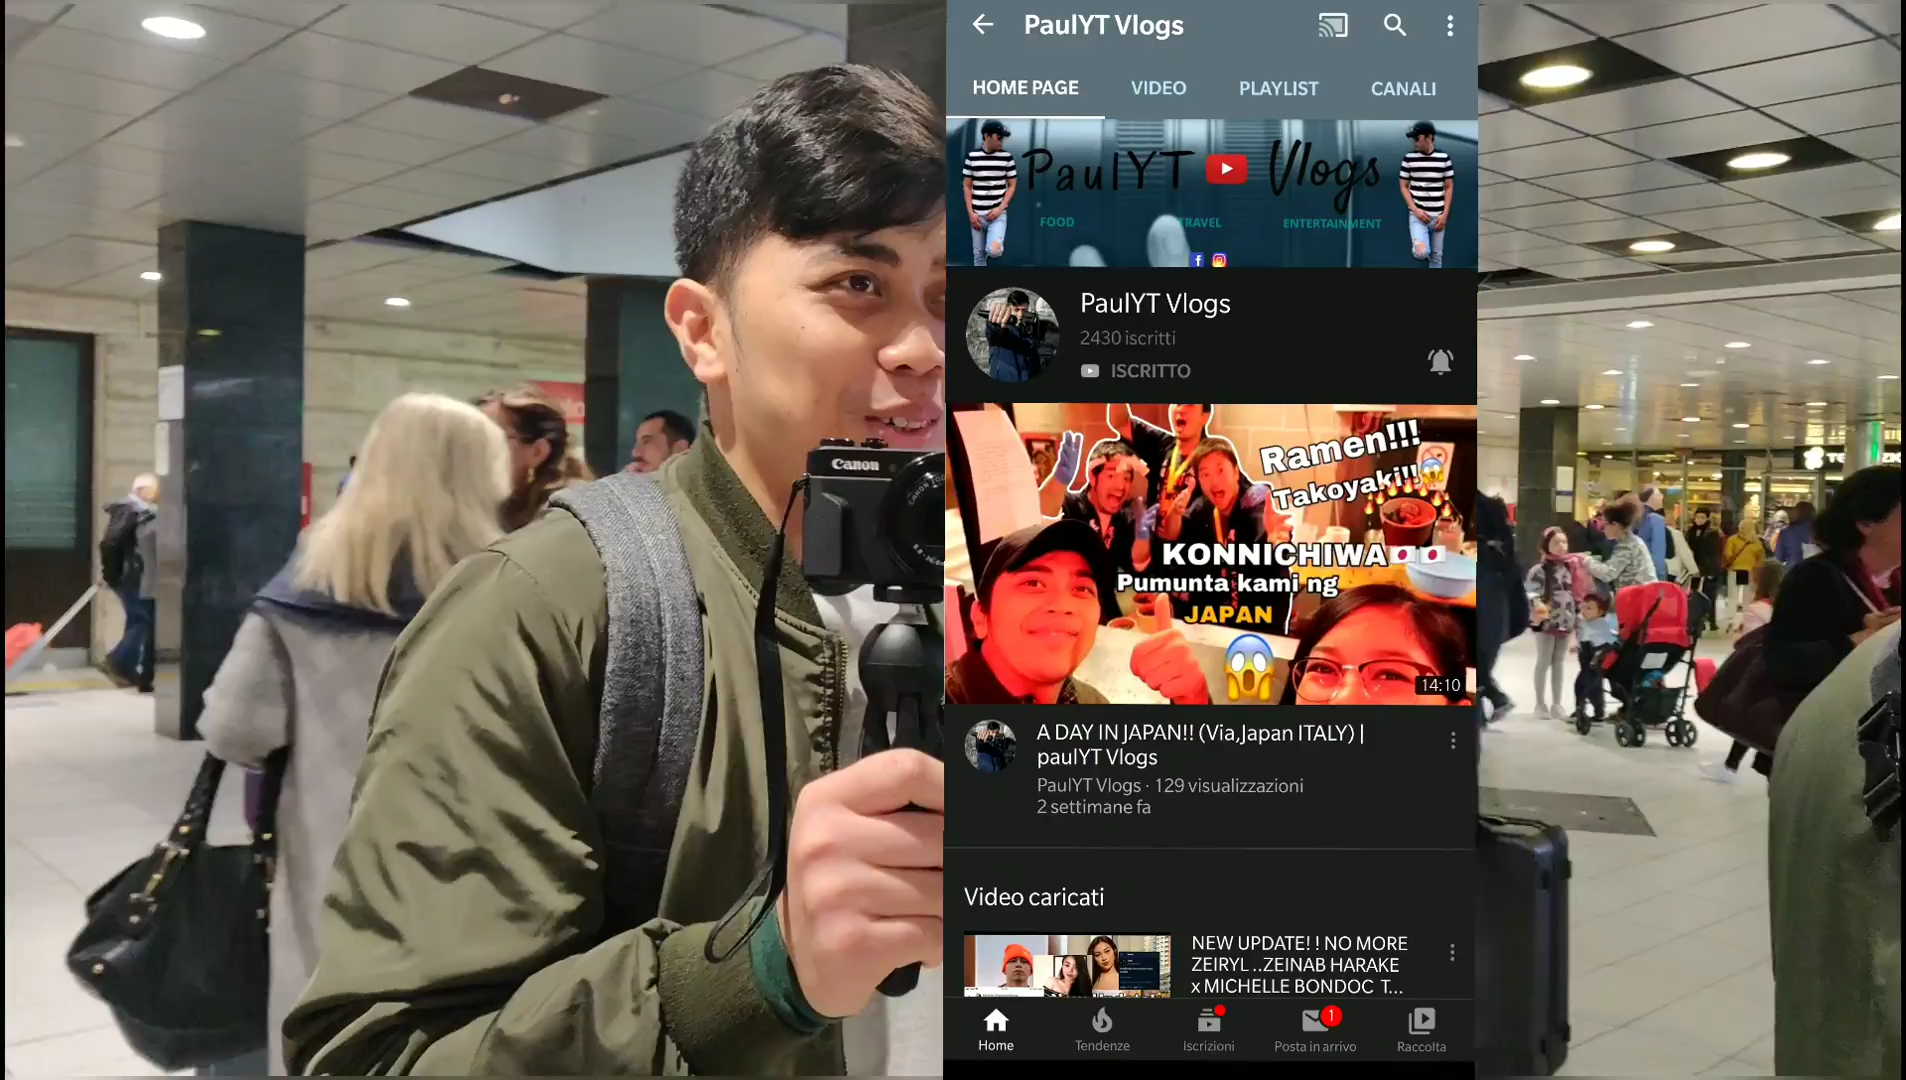 PaulYT Vlogs
HOME PAGE VIDEO PLAYLIST CANALI
PaulYT Vlogs
FOOD TRAVEL ENTERTAINMENT
PaulYT Vlogs
2430 iscritti
ISCRITTO
Ramen!!!
Takoyaki!!
KONNICHIWA
Pumunta kami ng
JAPAN
14:10
A DAY IN JAPAN!! (Via,Japan ITALY) |
paulYT Vlogs
PaulYT Vlogs · 129 visualizzazioni
2 settimane fa
Video caricati
NEW UPDATE! ! NO MORE
ZEIRYL ..ZEINAB HARAKE
x MICHELLE BONDOC T...
1
Home Tendenze Iscrizioni Posta in arrivo Raccolta
Canon